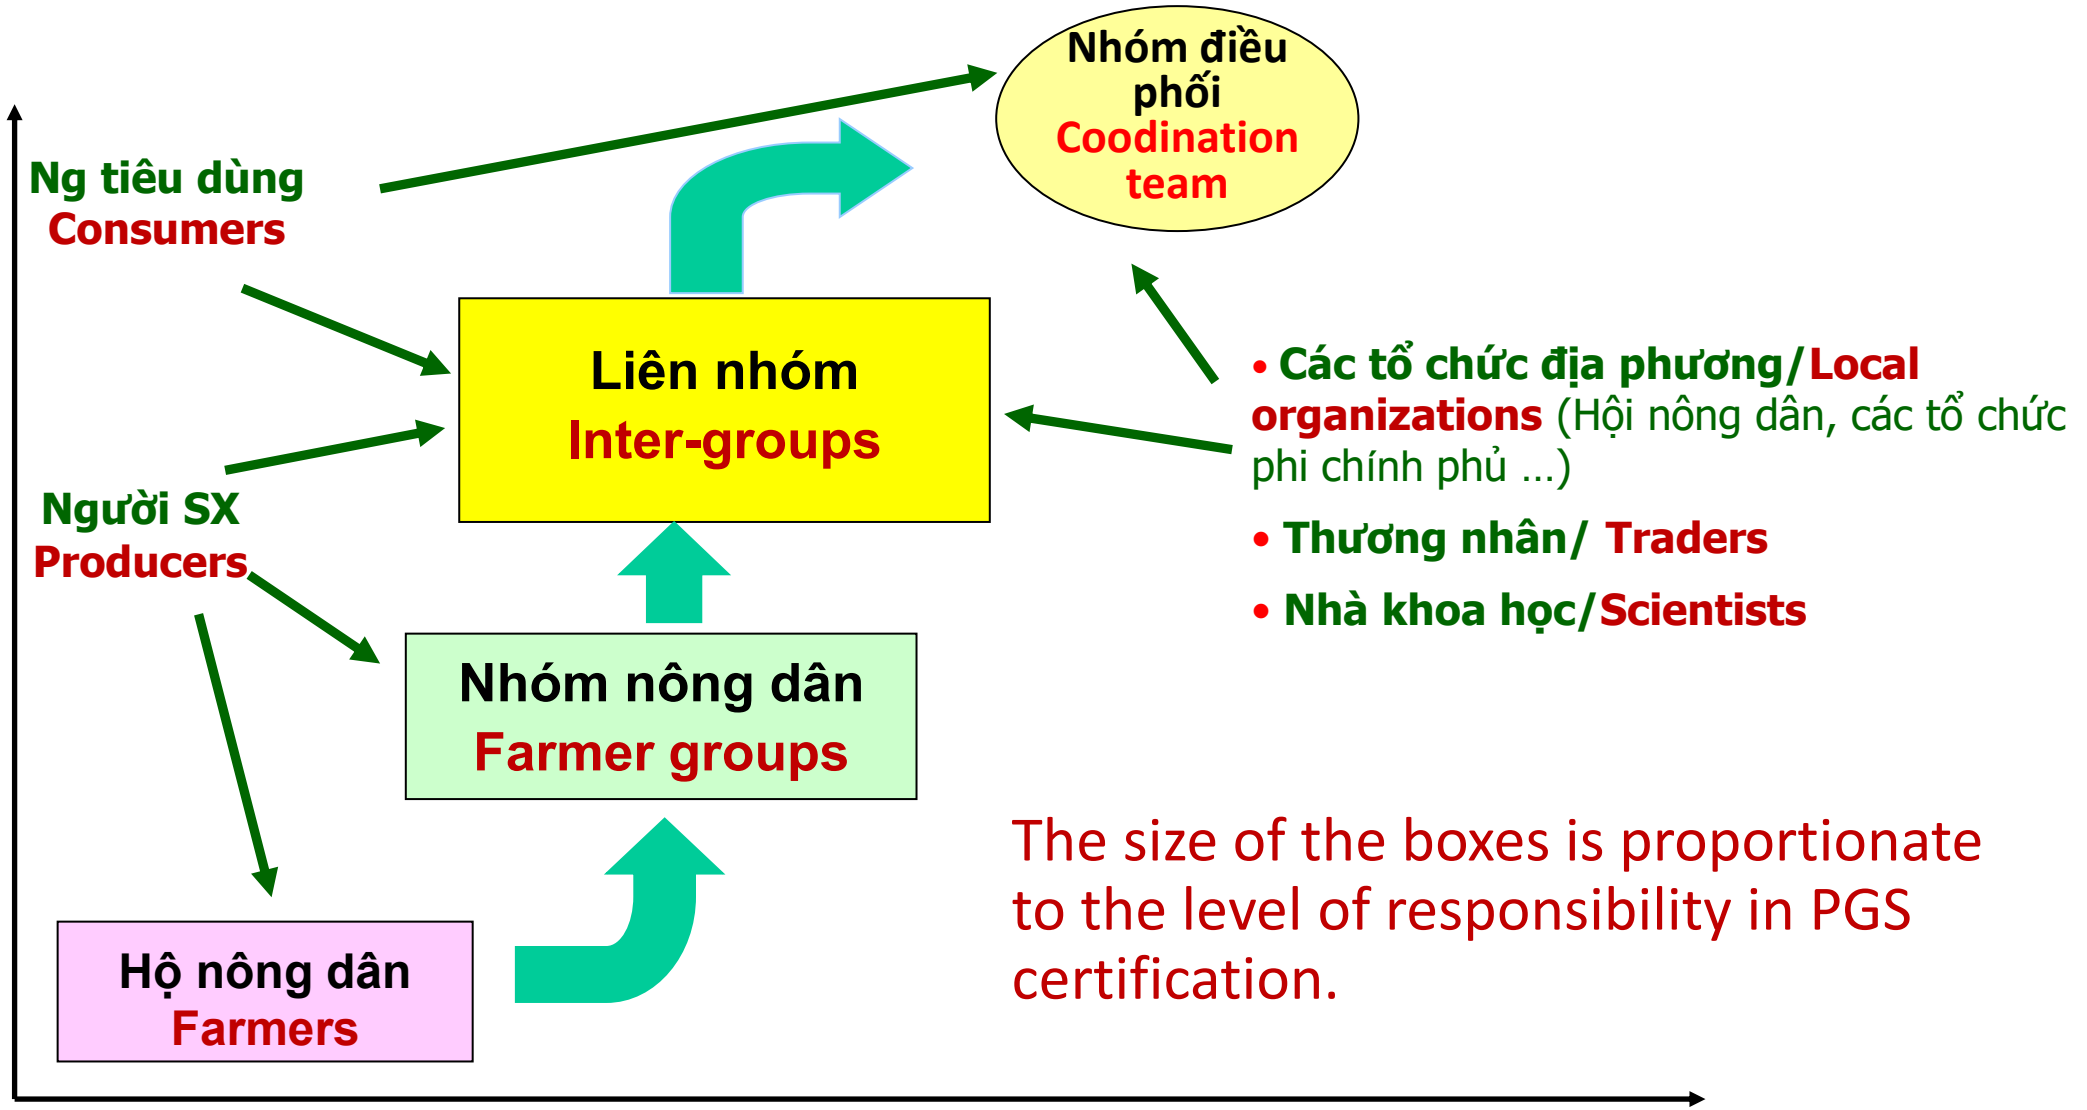 Nhóm điều
phối
Coodination
team
Ng tiêu dùng
Consumers
Liên nhóm
Inter-groups
• Các tổ chức địa phương/Local
organizations (Hội nông dân, các tổ chức
phi chính phủ ...)
• Thương nhân/ Traders
• Nhà khoa học/Scientists
Người SX
Producers
Nhóm nông dân
Farmer groups
The size of the boxes is proportionate
to the level of responsibility in PGS
certification.
Hộ nông dân
Farmers